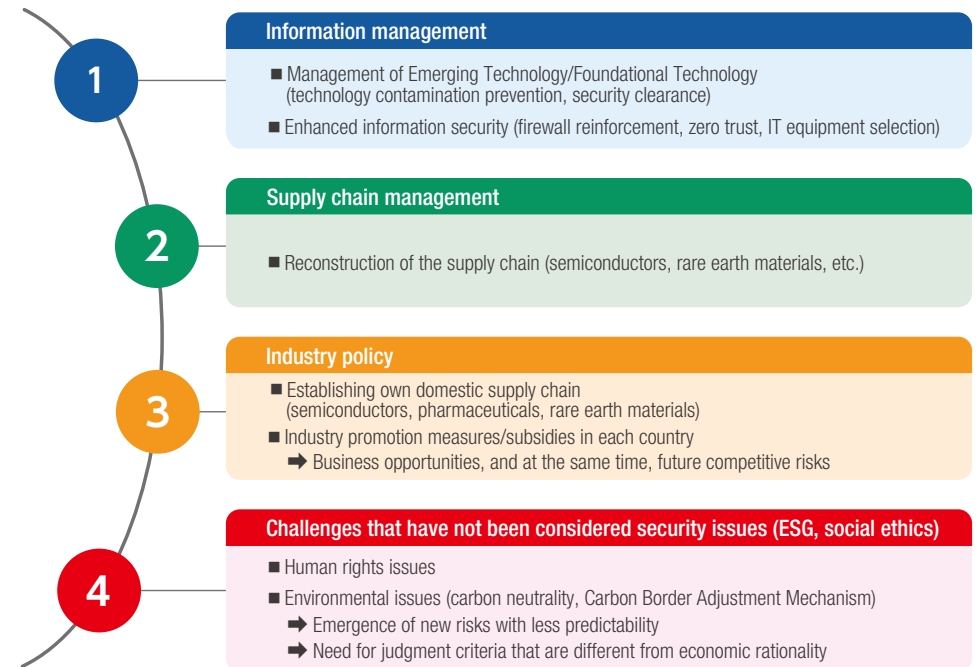 1
Information management
■ Management of Emerging Technology/Foundational Technology
(technology contamination prevention, security clearance)
■ Enhanced information security (firewall reinforcement, zero trust, IT equipment selection)
2
Supply chain management
■ Reconstruction of the supply chain (semiconductors, rare earth materials, etc.)
3
Industry policy
■ Establishing own domestic supply chain
(semiconductors, pharmaceuticals, rare earth materials)
■ Industry promotion measures/subsidies in each country
➡ Business opportunities, and at the same time, future competitive risks
4
Challenges that have not been considered security issues (ESG, social ethics)
■ Human rights issues
■ Environmental issues (carbon neutrality, Carbon Border Adjustment Mechanism)
➡ Emergence of new risks with less predictability
➡ Need for judgment criteria that are different from economic rationality